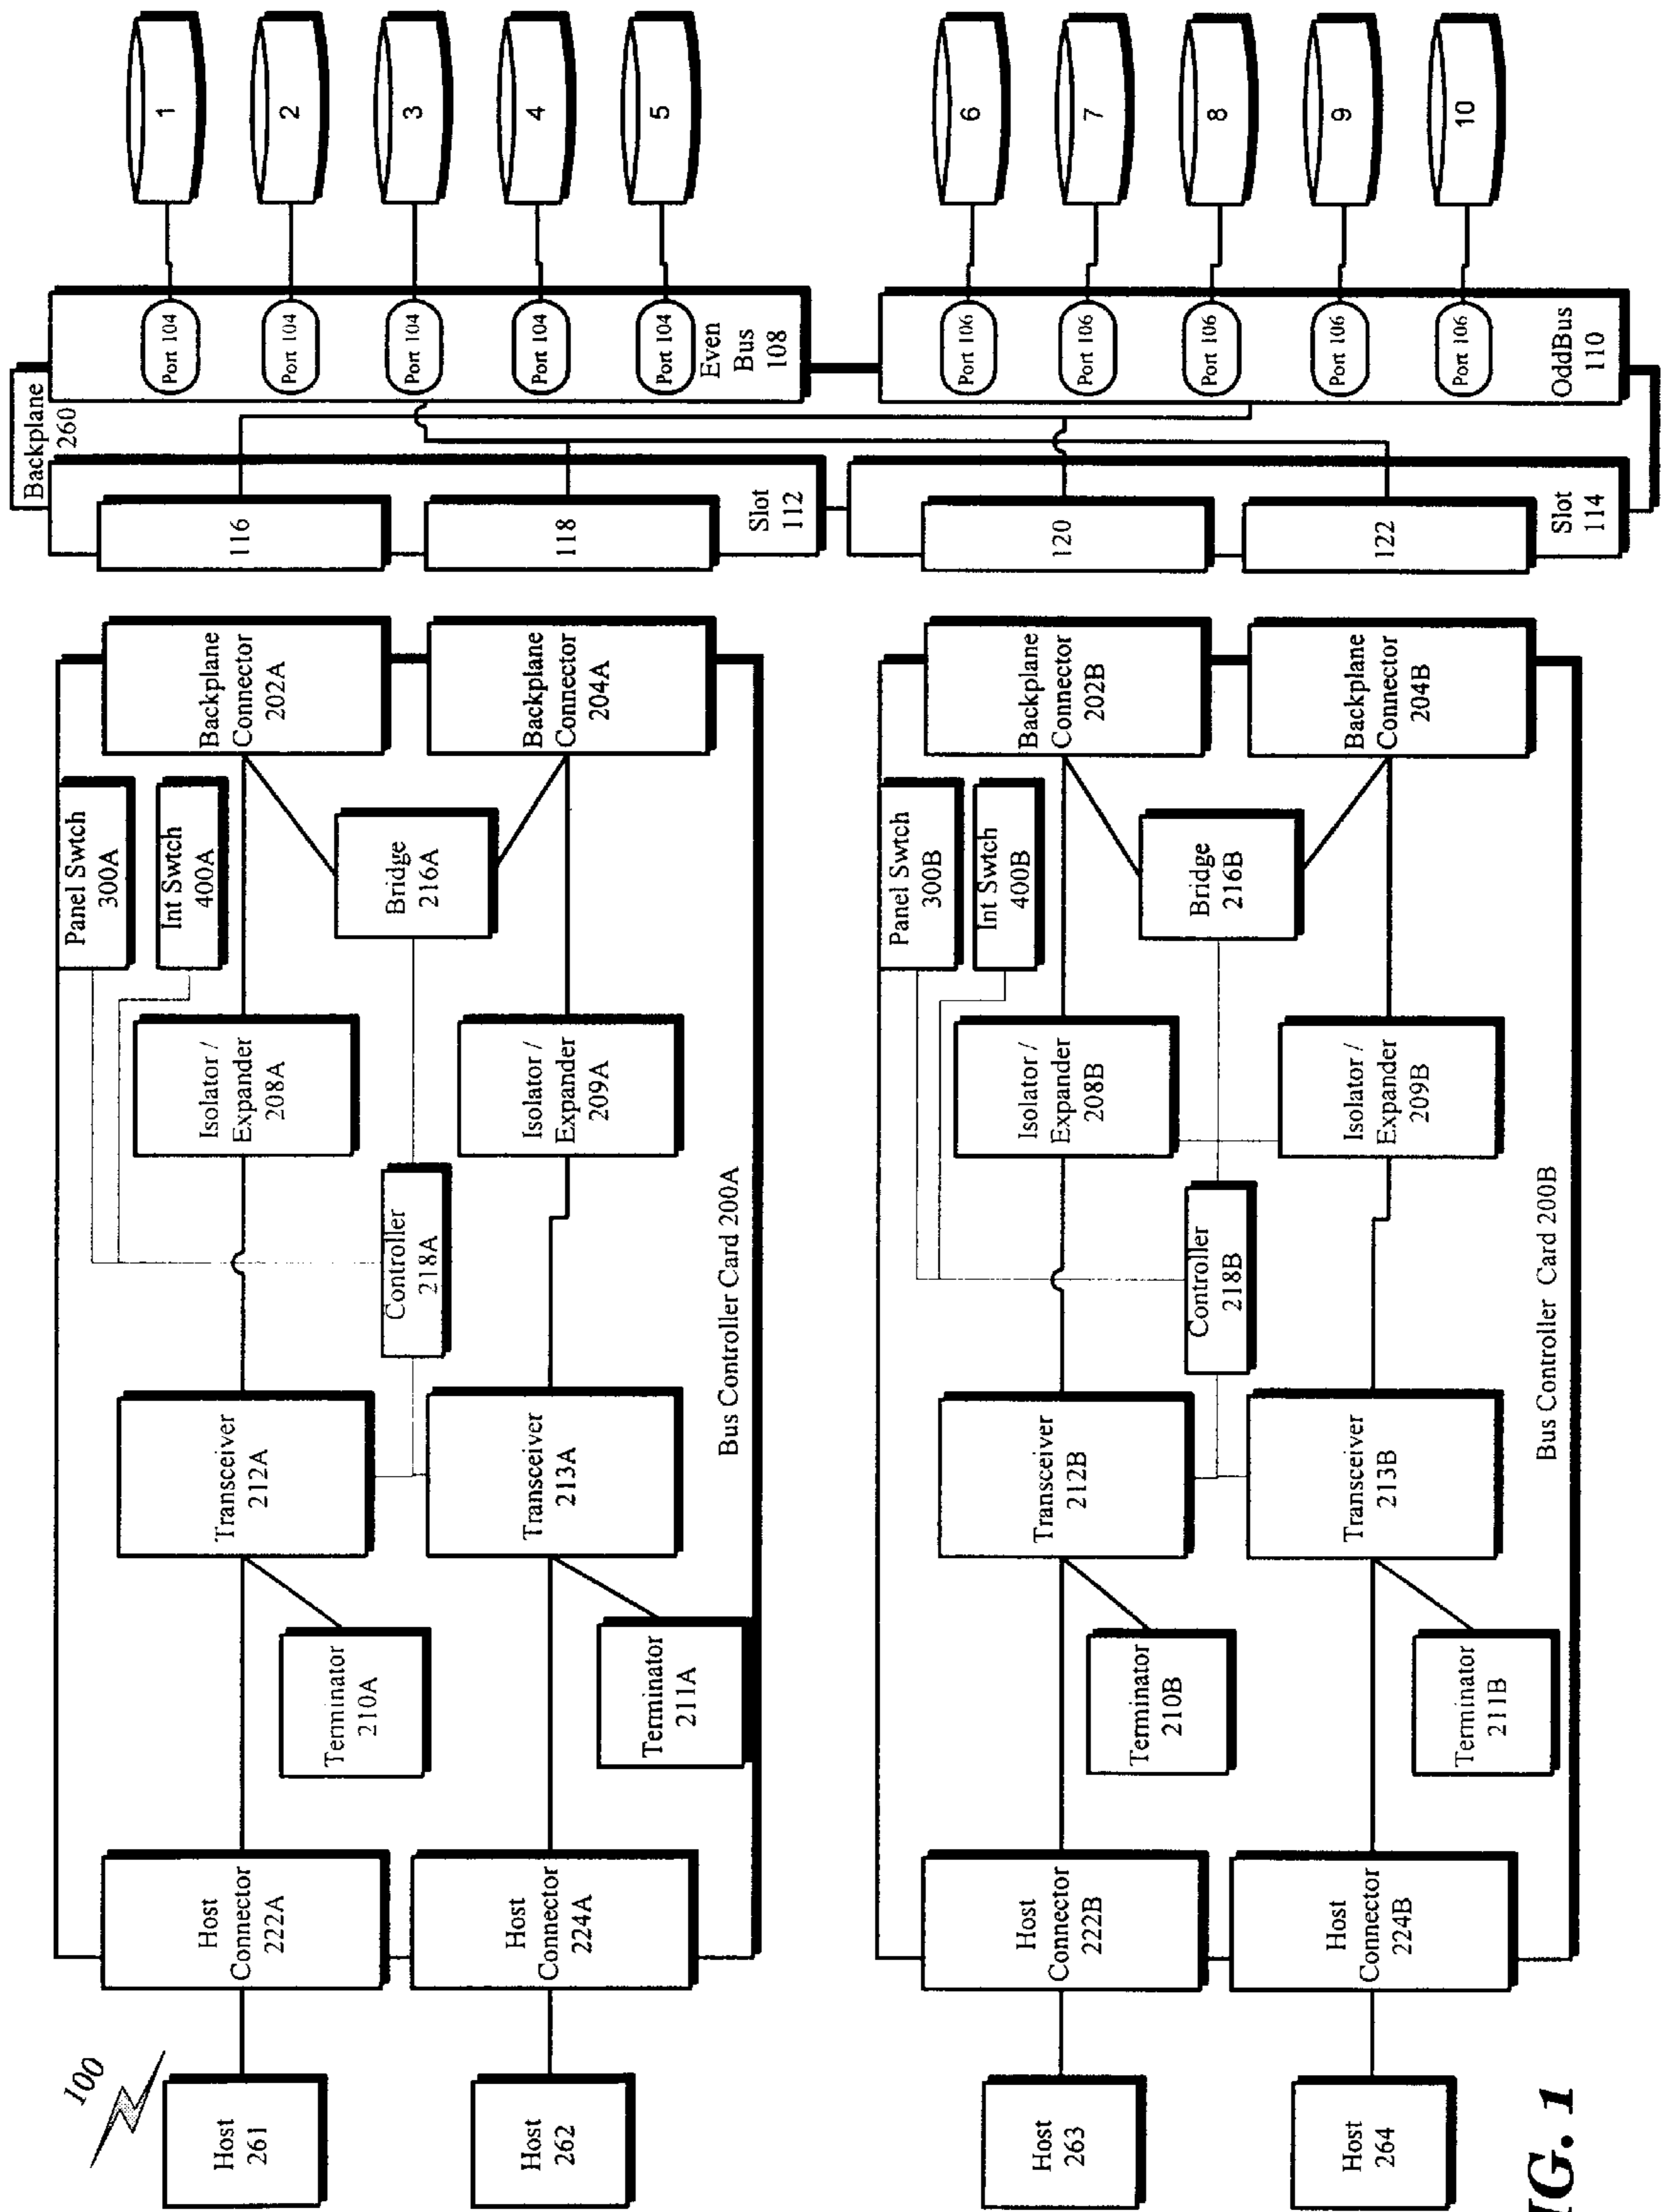 100
Host
261
Host
262
Host
263
Host
264
Host
Connector
222A
Host
Connector
224A
Host
Connector
222B
Host
Connector
224B
Terminator
210A
Terminator
211A
Terminator
210B
Terminator
211B
Transceiver
212A
Transceiver
213A
Transceiver
212B
Transceiver
213B
Controller
218A
Controller
218B
Bus Controller Card 200A
Bus Controller Card 200B
Isolator /
Expander
208A
Isolator /
Expander
209A
Isolator /
Expander
208B
Isolator /
Expander
209B
Panel Swtch
300A
Int Swtch
400A
Bridge
216A
Panel Swtch
300B
Int Swtch
400B
Bridge
216B
Backplane
Connector
202A
Backplane
Connector
204A
Backplane
Connector
202B
Backplane
Connector
204B
Backplane
260
116
118
Slot
112
120
122
Slot
114
Port 104
Port 104
Port 104
Port 104
Port 104
Even
Bus
108
Port 106
Port 106
Port 106
Port 106
Port 106
OddBus
110
1
2
3
4
5
6
7
8
9
10
IG. 1